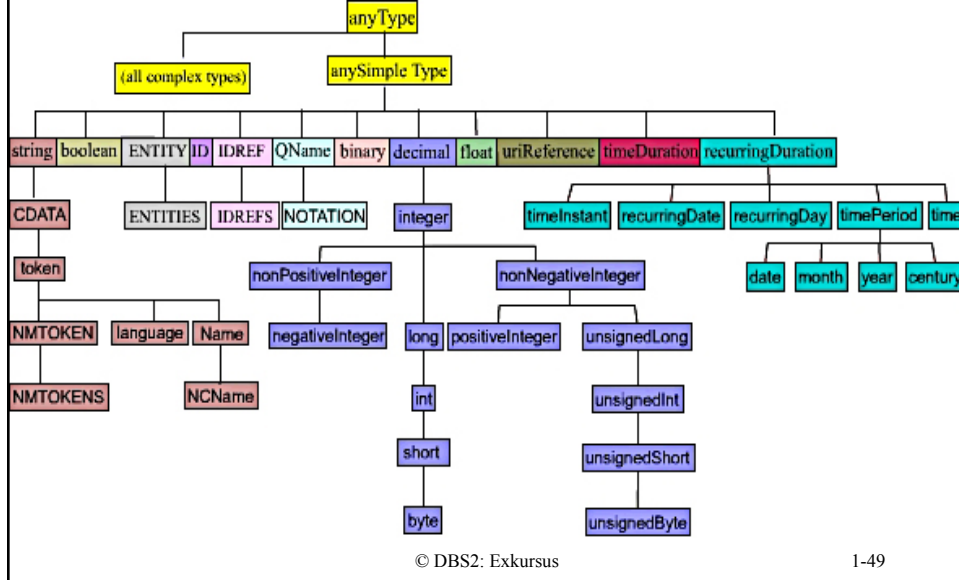 anyType
(all complex types)
anySimple Type
string boolean ENTITY ID IDREF QName binary decimal float uriReference timeDuration recurringDuration
CDATA ENTITIES IDREFS NOTATION integer timeInstant recurringDate recurringDay timePeriod time
token nonPositiveInteger nonNegativeInteger date month year century
NMTOKEN language Name negativeInteger long positiveInteger unsignedLong
NMTOKENS NCName int unsignedInt
short unsignedShort
byte unsignedByte
© DBS2: Exkursus 1-49